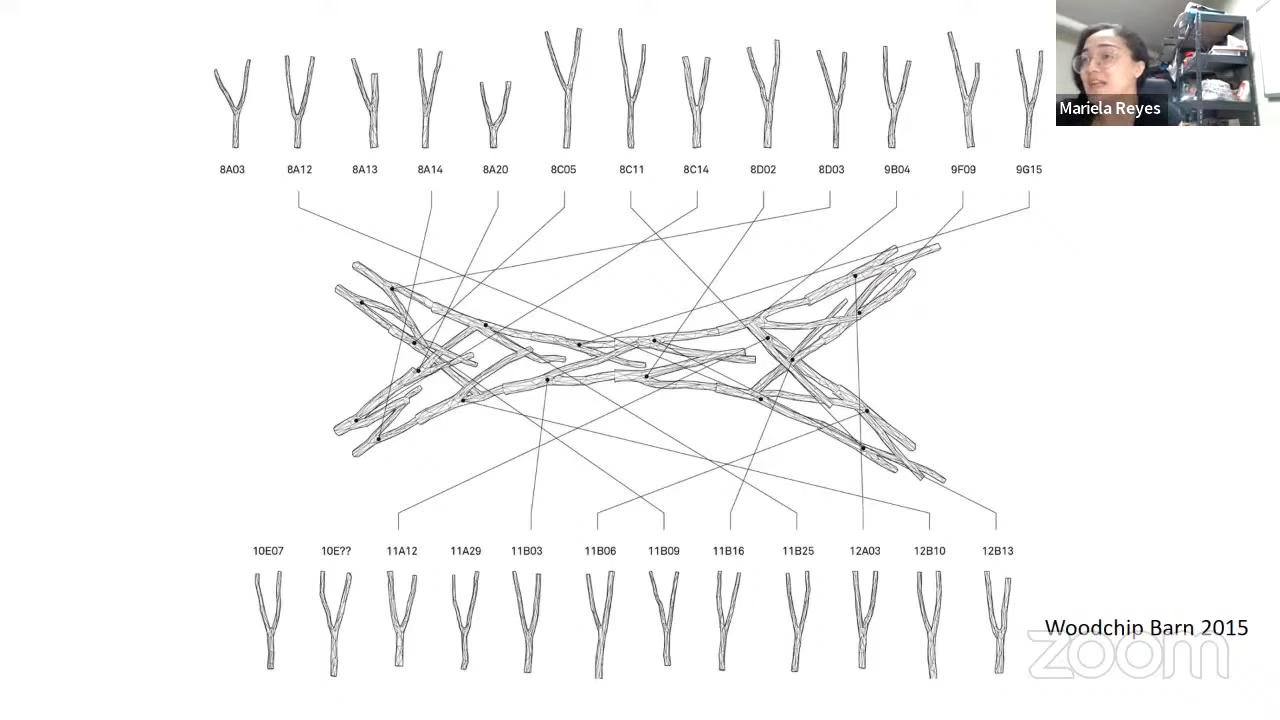 Mariela Reyes
8A03 8A12 8A13 8A14 8A20 8C05 8C11 8C14 8D02 8D03 9B04 9F09 9G15
10E07 10E?? 11A12 11A29 11B03 11B06 11B09 11B16 11B25 12A03 12B10 12B13
Woodchip Barn 2015
zoom